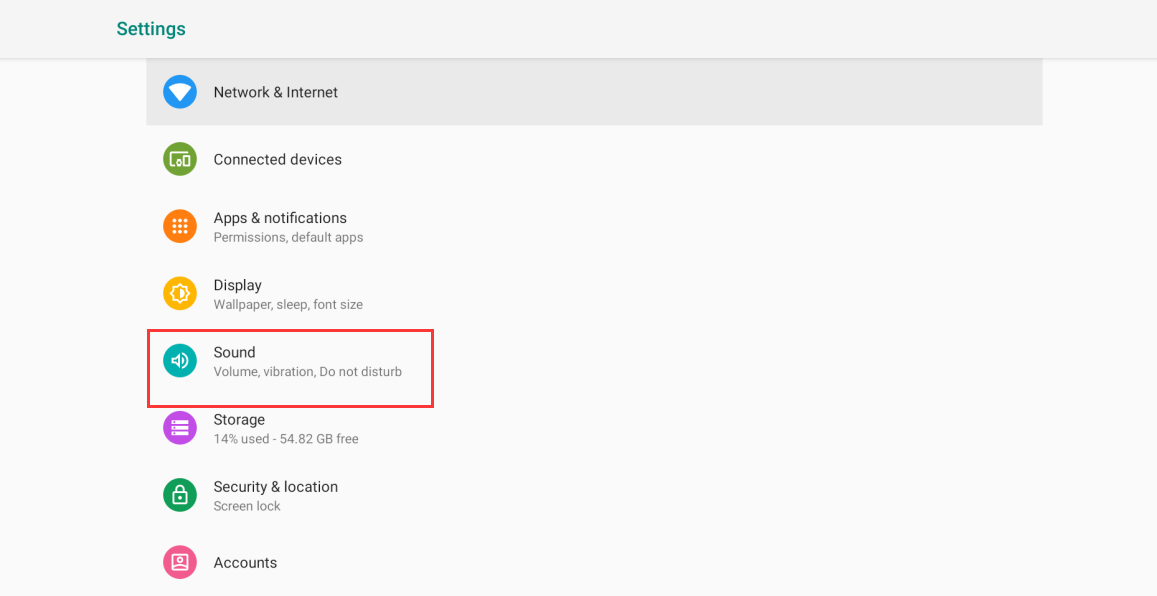 Settings
Network & Internet
Connected devices
Apps & notifications
Permissions, default apps
Display
Wallpaper, sleep, font size
Sound
Volume, vibration, Do not disturb
Storage
14% used - 54.82 GB free
Security & location
Screen lock
Accounts